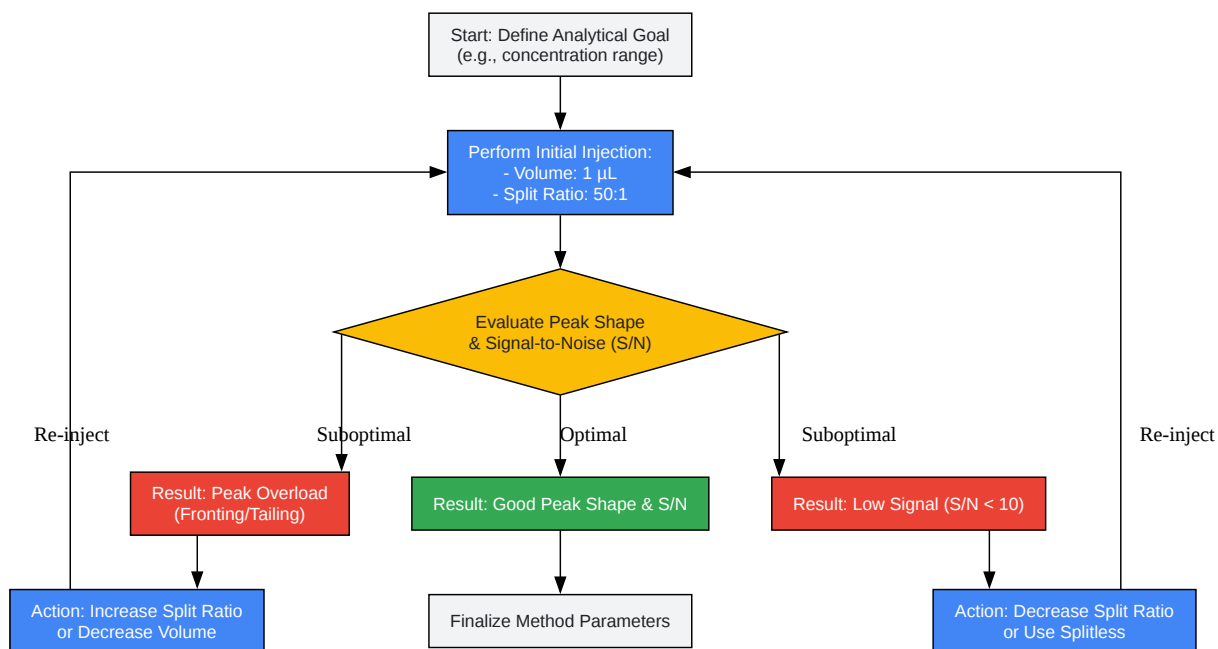 Start: Define Analytical Goal
(e.g., concentration range)
Perform Initial Injection:
- Volume: 1 µL
- Split Ratio: 50:1
Evaluate Peak Shape
& Signal-to-Noise (S/N)
Re-inject
Suboptimal
Optimal
Suboptimal
Re-inject
Result: Peak Overload
(Fronting/Tailing)
Result: Good Peak Shape & S/N
Result: Low Signal (S/N < 10)
Action: Increase Split Ratio
or Decrease Volume
Finalize Method Parameters
Action: Decrease Split Ratio
or Use Splitless